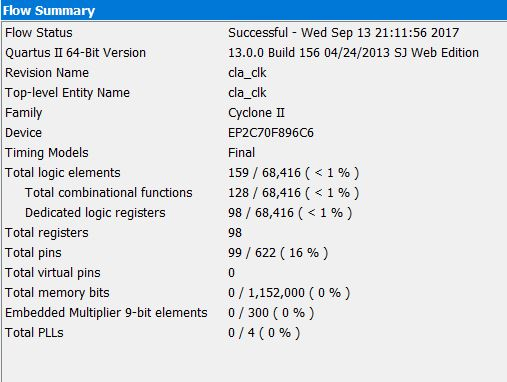 Flow Summary
Flow Status Successful - Wed Sep 13 21:11:56 2017
Quartus II 64-Bit Version 13.0.0 Build 156 04/24/2013 SJ Web Edition
Revision Name cla_clk
Top-level Entity Name cla_clk
Family Cyclone II
Device EP2C70F896C6
Timing Models Final
Total logic elements 159 / 68,416 ( < 1 % )
Total combinational functions 128 / 68,416 ( < 1 % )
Dedicated logic registers 98 / 68,416 ( < 1 % )
Total registers 98
Total pins 99 / 622 ( 16 % )
Total virtual pins 0
Total memory bits 0 / 1,152,000 ( 0 % )
Embedded Multiplier 9-bit elements 0 / 300 ( 0 % )
Total PLLs 0 / 4 ( 0 % )